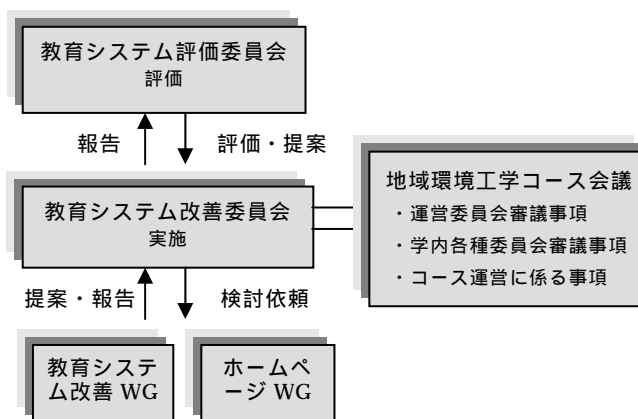 教育システム評価委員会
評価
報告
評価・提案
教育システム改善委員会
実施
地域環境工学コース会議
・運営委員会審議事項
・学内各種委員会審議事項
・コース運営に係る事項
提案・報告
検討依頼
教育システ
ム改善 WG
ホームペ
ージ WG